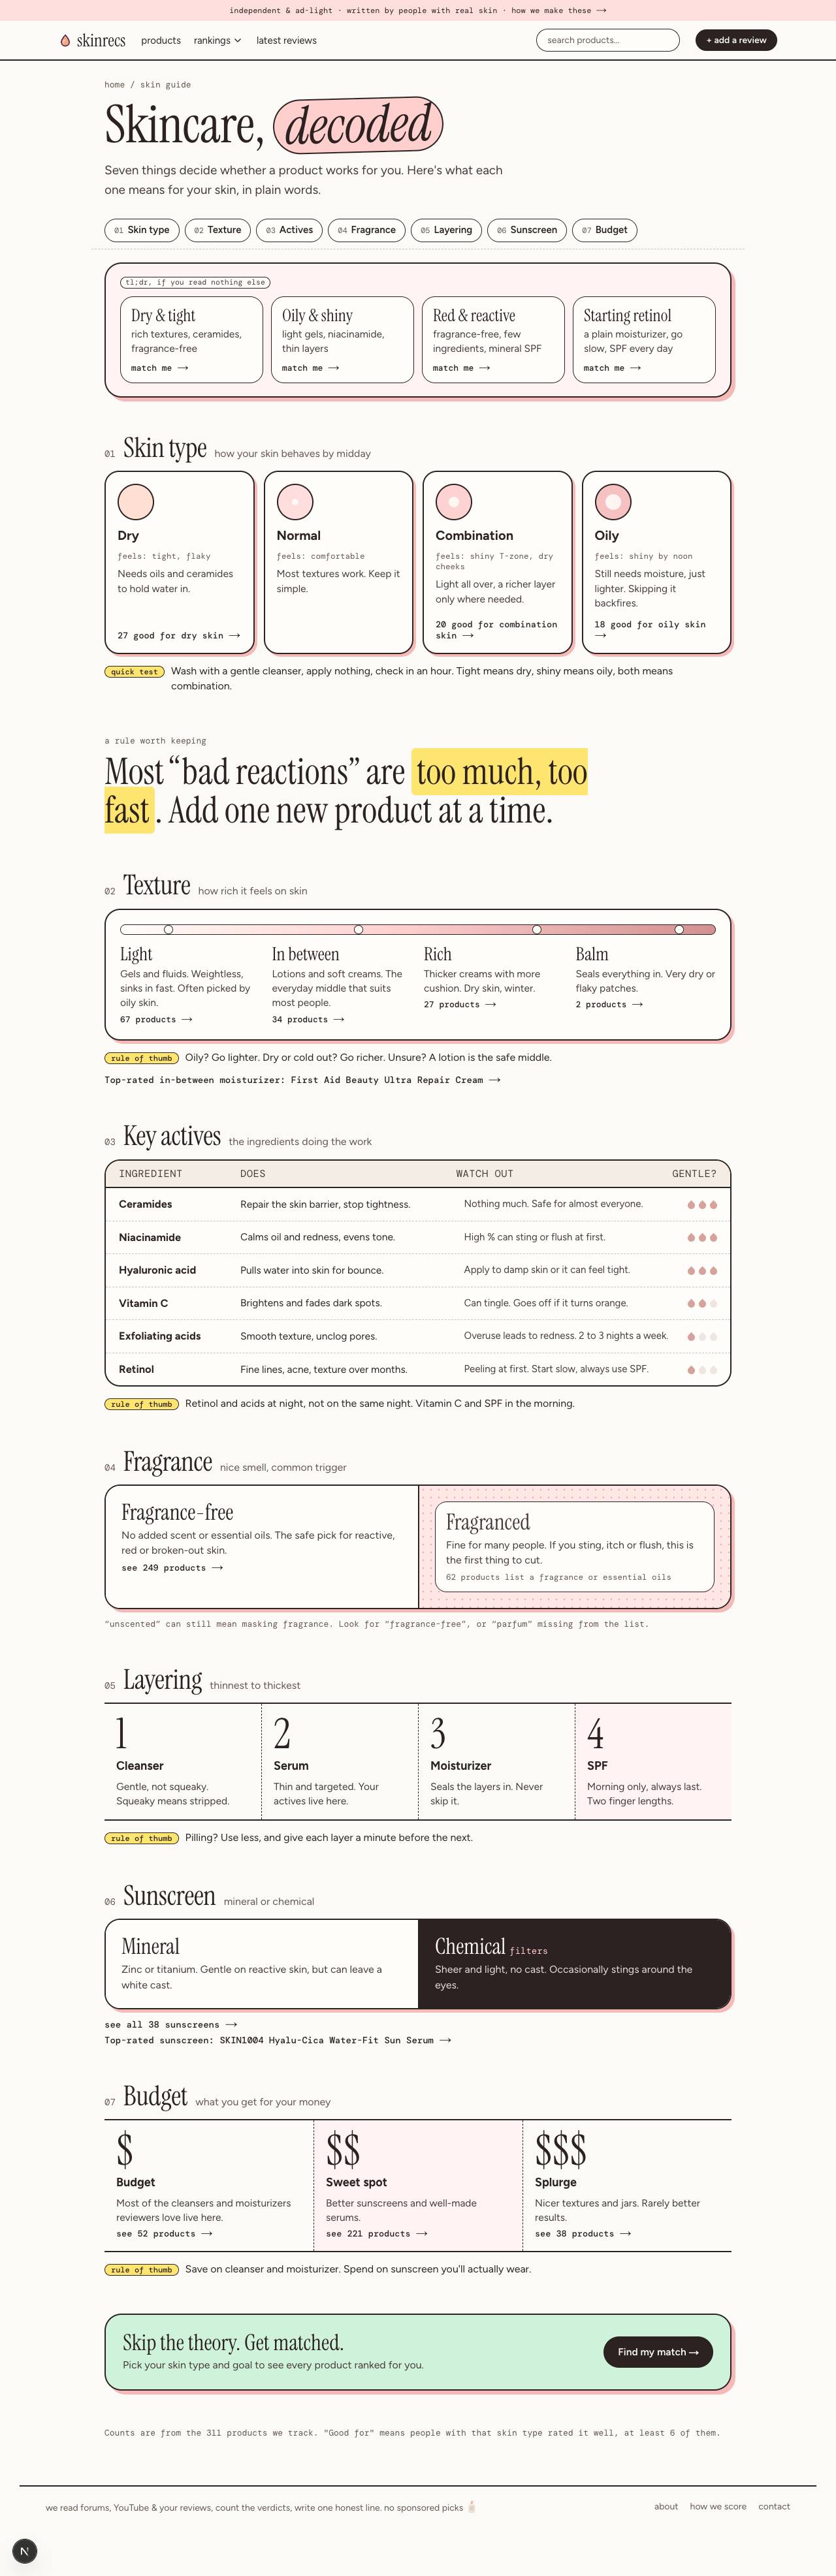 independent & ad-light · written by people with real skin · how we make these →
skinrecs
products
rankings
latest reviews
search products...
+ add a review
home / skin guide
Skincare, decoded
Seven things decide whether a product works for you. Here's what each
one means for your skin, in plain words.
01 Skin type
02 Texture
03 Actives
04 Fragrance
05 Layering
06 Sunscreen
07 Budget
tl;dr, if you read nothing else
Dry & tight
rich textures, ceramides,
fragrance-free
match me →
Oily & shiny
light gels, niacinamide,
thin layers
match me →
Red & reactive
fragrance-free, few
ingredients, mineral SPF
match me →
Starting retinol
a plain moisturizer, go
slow, SPF every day
match me →
01 Skin type how your skin behaves by midday
Dry
feels: tight, flaky
Needs oils and ceramides
to hold water in.
27 good for dry skin →
Normal
feels: comfortable
Most textures work. Keep it
simple.
Combination
feels: shiny T-zone, dry
cheeks
Light all over, a richer layer
only where needed.
20 good for combination
skin →
Oily
feels: shiny by noon
Still needs moisture, just
lighter. Skipping it
backfires.
18 good for oily skin
→
quick test
Wash with a gentle cleanser, apply nothing, check in an hour. Tight means dry, shiny means oily, both means
combination.
a rule worth keeping
Most “bad reactions” are too much, too
fast. Add one new product at a time.
02 Texture how rich it feels on skin
Light
Gels and fluids. Weightless,
sinks in fast. Often picked by
oily skin.
67 products →
In between
Lotions and soft creams. The
everyday middle that suits
most people.
34 products →
Rich
Thicker creams with more
cushion. Dry skin, winter.
27 products →
Balm
Seals everything in. Very dry or
flaky patches.
2 products →
rule of thumb
Oily? Go lighter. Dry or cold out? Go richer. Unsure? A lotion is the safe middle.
Top-rated in-between moisturizer: First Aid Beauty Ultra Repair Cream →
03 Key actives the ingredients doing the work
INGREDIENT DOES WATCH OUT GENTLE?
Ceramides Repair the skin barrier, stop tightness. Nothing much. Safe for almost everyone.
Niacinamide Calms oil and redness, evens tone. High % can sting or flush at first.
Hyaluronic acid Pulls water into skin for bounce. Apply to damp skin or it can feel tight.
Vitamin C Brightens and fades dark spots. Can tingle. Goes off if it turns orange.
Exfoliating acids Smooth texture, unclog pores. Overuse leads to redness. 2 to 3 nights a week.
Retinol Fine lines, acne, texture over months. Peeling at first. Start slow, always use SPF.
rule of thumb
Retinol and acids at night, not on the same night. Vitamin C and SPF in the morning.
04 Fragrance nice smell, common trigger
Fragrance-free
No added scent or essential oils. The safe pick for reactive,
red or broken-out skin.
see 249 products →
Fragranced
Fine for many people. If you sting, itch or flush, this is
the first thing to cut.
62 products list a fragrance or essential oils
“unscented” can still mean masking fragrance. Look for “fragrance-free”, or “parfum” missing from the list.
05 Layering thinnest to thickest
1
Cleanser
Gentle, not squeaky.
Squeaky means stripped.
2
Serum
Thin and targeted. Your
actives live here.
3
Moisturizer
Seals the layers in. Never
skip it.
4
SPF
Morning only, always last.
Two finger lengths.
rule of thumb
Pilling? Use less, and give each layer a minute before the next.
06 Sunscreen mineral or chemical
Mineral
Zinc or titanium. Gentle on reactive skin, but can leave a
white cast.
Chemical filters
Sheer and light, no cast. Occasionally stings around the
eyes.
see all 38 sunscreens →
Top-rated sunscreen: SKIN1004 Hyalu-Cica Water-Fit Sun Serum →
07 Budget what you get for your money
$
Budget
Most of the cleansers and moisturizers
reviewers love live here.
see 52 products →
$$
Sweet spot
Better sunscreens and well-made
serums.
see 221 products →
$$$
Splurge
Nicer textures and jars. Rarely better
results.
see 38 products →
rule of thumb
Save on cleanser and moisturizer. Spend on sunscreen you'll actually wear.
Skip the theory. Get matched.
Pick your skin type and goal to see every product ranked for you.
Find my match →
Counts are from the 311 products we track. "Good for" means people with that skin type rated it well, at least 6 of them.
we read forums, YouTube & your reviews, count the verdicts, write one honest line. no sponsored picks
about
how we score
contact
N